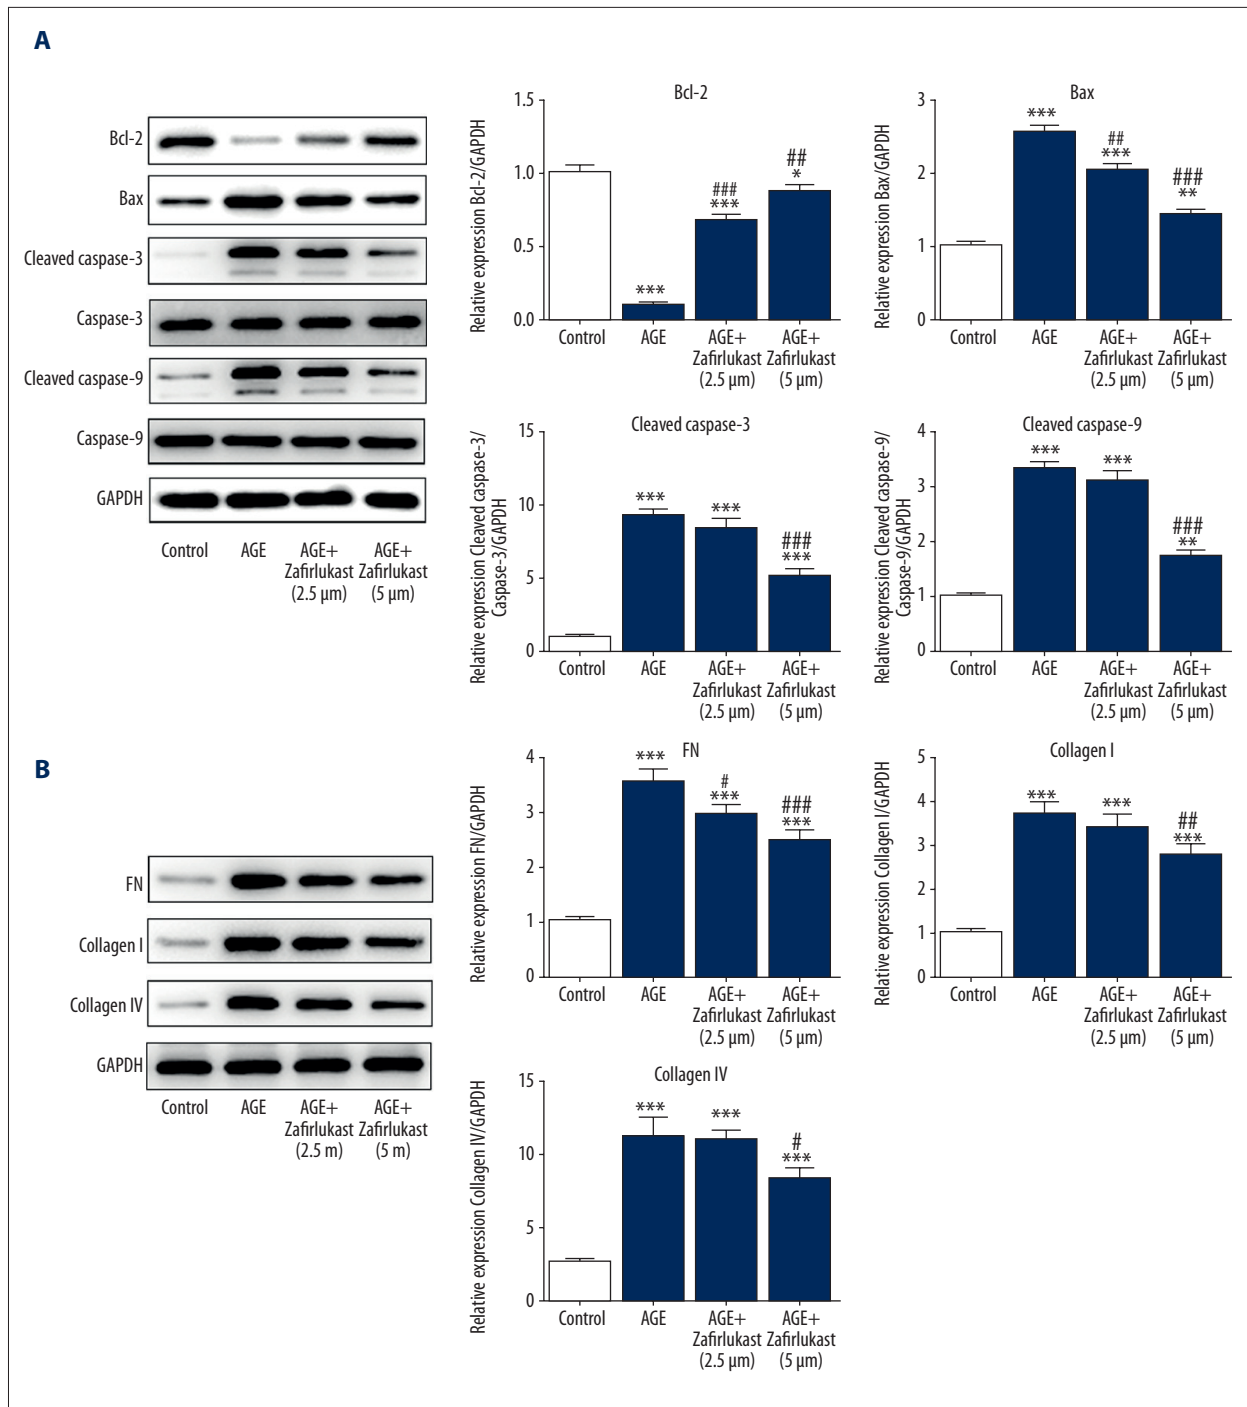 A
Bcl-2
Bax
Cleaved caspase-3
Caspase-3
Cleaved caspase-9
Caspase-9
GAPDH
Control AGE AGE+ AGE+
Zafirlukast Zafirlukast
(2.5 µm) (5 µm)
Bcl-2
Relative expression Bcl-2/GAPDH
1.5
1.0
0.5
0.0
***
###
***
##
*
Control AGE AGE+ AGE+
Zafirlukast Zafirlukast
(2.5 µm) (5 µm)
Bax
Relative expression Bax/GAPDH
3
2
1
0
***
##
***
###
**
Control AGE AGE+ AGE+
Zafirlukast Zafirlukast
(2.5 µm) (5 µm)
Cleaved caspase-3
Relative expression Cleaved caspase-3/
Caspase-3/GAPDH
15
10
5
0
***
***
###
***
Control AGE AGE+ AGE+
Zafirlukast Zafirlukast
(2.5 µm) (5 µm)
Cleaved caspase-9
Relative expression Cleaved caspase-9/
Caspase-9/GAPDH
4
3
2
1
0
***
***
###
**
Control AGE AGE+ AGE+
Zafirlukast Zafirlukast
(2.5 µm) (5 µm)
B
FN
Collagen I
Collagen IV
GAPDH
Control AGE AGE+ AGE+
Zafirlukast Zafirlukast
(2.5 m) (5 m)
FN
Relative expression FN/GAPDH
4
3
2
1
0
***
#
***
###
***
Control AGE AGE+ AGE+
Zafirlukast Zafirlukast
(2.5 µm) (5 µm)
Collagen I
Relative expression Collagen I/GAPDH
5
4
3
2
1
0
***
***
##
***
Control AGE AGE+ AGE+
Zafirlukast Zafirlukast
(2.5 µm) (5 µm)
Collagen IV
Relative expression Collagen IV/GAPDH
15
10
5
0
***
***
#
***
Control AGE AGE+ AGE+
Zafirlukast Zafirlukast
(2.5 µm) (5 µm)